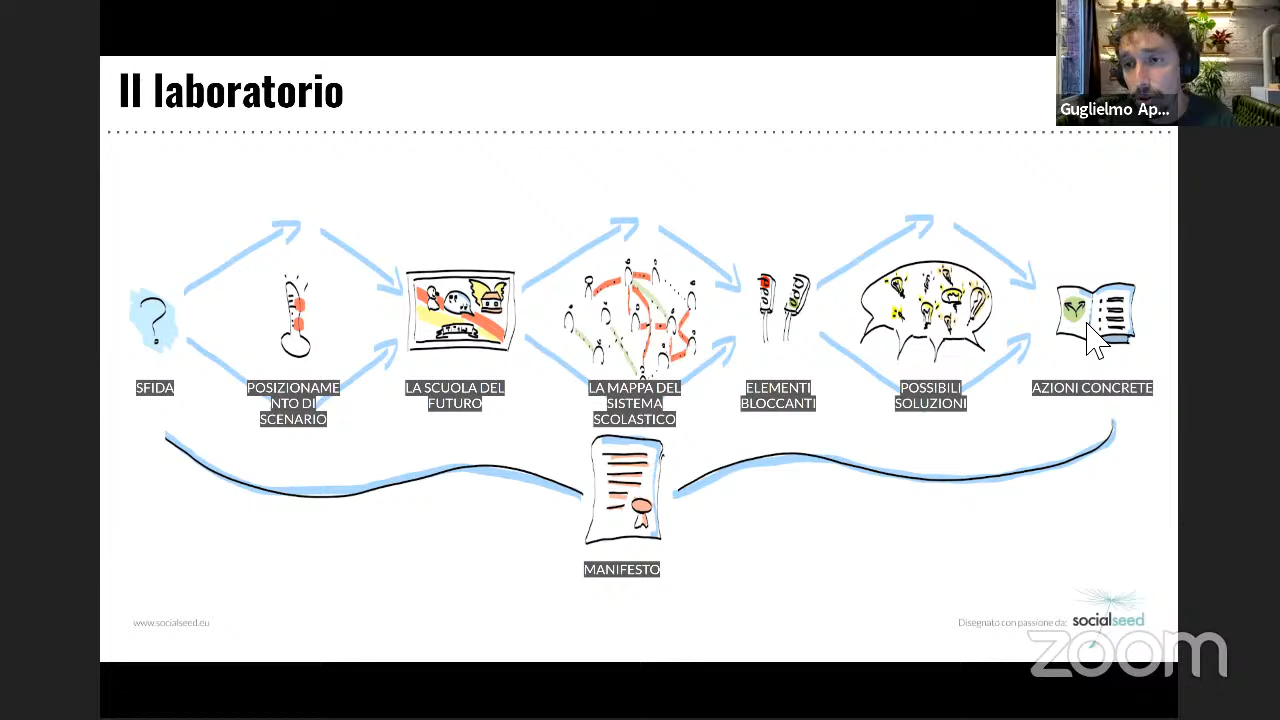 Il laboratorio
Guglielmo Ap...
SFIDA
POSIZIONAME
NTO DI
SCENARIO
LA SCUOLA DEL
FUTURO
LA MAPPA DEL
SISTEMA
SCOLASTICO
ELEMENTI
BLOCCANTI
POSSIBILI
SOLUZIONI
AZIONI CONCRETE
MANIFESTO
www.socialseed.eu
Disegnato con passione da:
socialseed
zoom